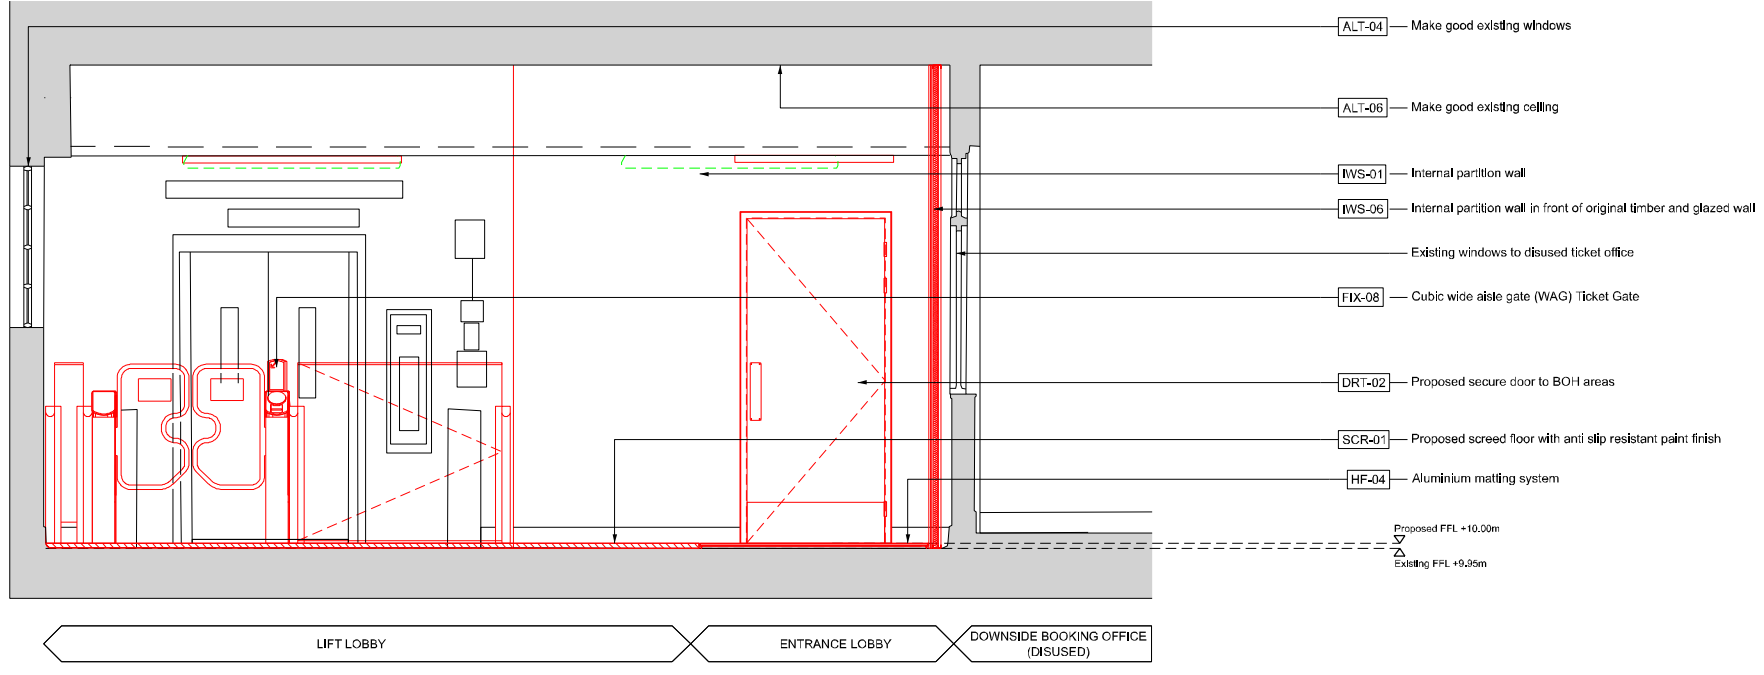 ALT-04 Make good existing windows
ALT-06 Make good existing ceiling
IWS-01 Internal partition wall
IWS-06 Internal partition wall in front of original timber and glazed wall
Existing windows to disused ticket office
FIX-08 Cubic wide aisle gate (WAG) Ticket Gate
DRT-02 Proposed secure door to BOH areas
SCR-01 Proposed screed floor with anti slip resistant paint finish
HF-04 Aluminium matting system
Proposed FFL +10.00m
Existing FFL +9.95m
LIFT LOBBY
ENTRANCE LOBBY
DOWNSIDE BOOKING OFFICE
(DISUSED)